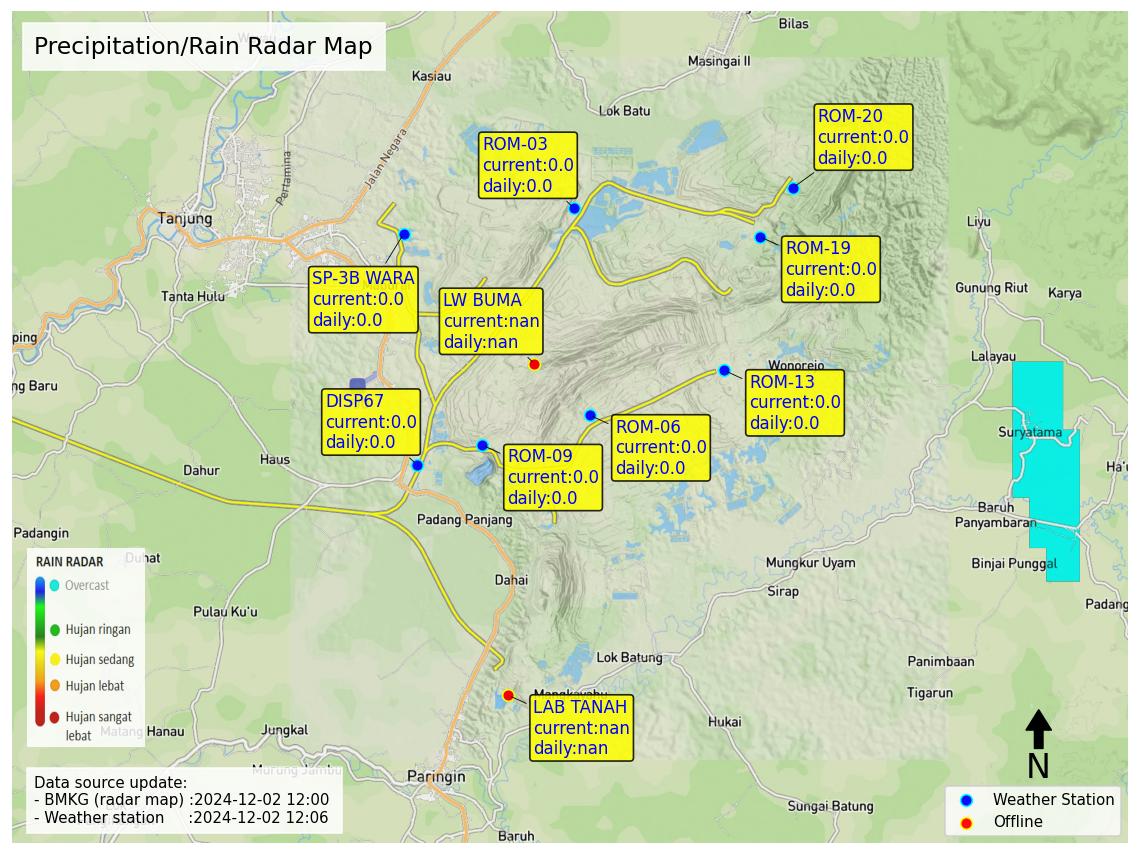 Precipitation/Rain Radar Map
Bilas
Masingai II
Kasiau
Lok Batu
Jalan Negara
Pertamina
Tanjung
Tanta Hulu
ROM-20
current:0.0
daily:0.0
ROM-03
current:0.0
daily:0.0
ROM-19
current:0.0
daily:0.0
SP-3B WARA
current:0.0
daily:0.0
LW BUMA
current:nan
daily:nan
Liyu
Gunung Riut
Karya
Lalayau
ping
ng Baru
Wonorejo
ROM-13
current:0.0
daily:0.0
DISP67
current:0.0
daily:0.0
ROM-06
current:0.0
daily:0.0
ROM-09
current:0.0
daily:0.0
Suryatama
Haus
Dahur
Ha'u
Padang Panjang
Baruh
Panyambaran
Padangin
Duhat
Binjai Punggal
Mungkur Uyam
Sirap
Dahai
Padang
Pulau Ku'u
RAIN RADAR
Overcast
Hujan ringan
Hujan sedang
Hujan lebat
Hujan sangat
lebat
Lok Batung
Panimbaan
Tigarun
Mangkayahu
LAB TANAH
current:nan
daily:nan
Hukai
Matang Hanau
Jungkal
Murung Jambu
Paringin
Sungai Batung
Baruh
N
Data source update:
- BMKG (radar map) :2024-12-02 12:00
- Weather station :2024-12-02 12:06
Weather Station
Offline